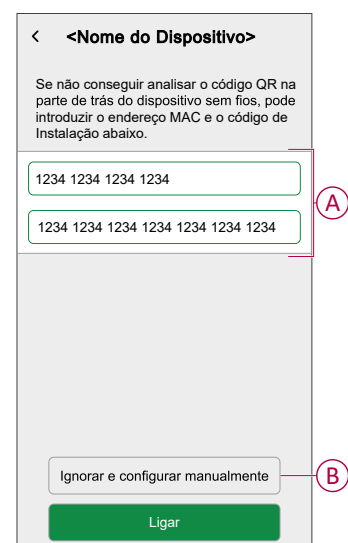 <Nome do Dispositivo>
Se não conseguir analisar o código QR na
parte de trás do dispositivo sem fios, pode
introduzir o endereço MAC e o código de
Instalação abaixo.
1234 1234 1234 1234
1234 1234 1234 1234 1234 1234 1234
A
Ignorar e configurar manualmente
B
Ligar